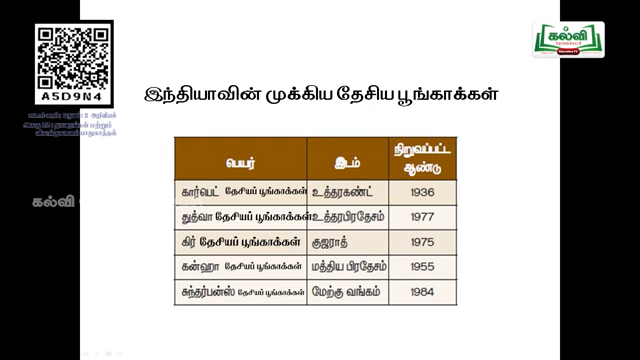 கல்வி
A5D9N4
இந்தியாவின் முக்கிய தேசிய பூங்காக்கள்
பெயர் இடம் நிறுவப்பட்ட ஆண்டு
கார்பெட் தேசியப் பூங்காக்கள் உத்தரகண்ட் 1936
துத்வா தேசியப் பூங்காக்கள் உத்தரபிரதேசம் 1977
கிர் தேசியப் பூங்காக்கள் குஜராத் 1975
கன்ஹா தேசியப் பூங்காக்கள் மத்திய பிரதேசம் 1955
சுந்தர்பன்ஸ் தேசியப் பூங்காக்கள் மேற்கு வங்கம் 1984
கல்வி